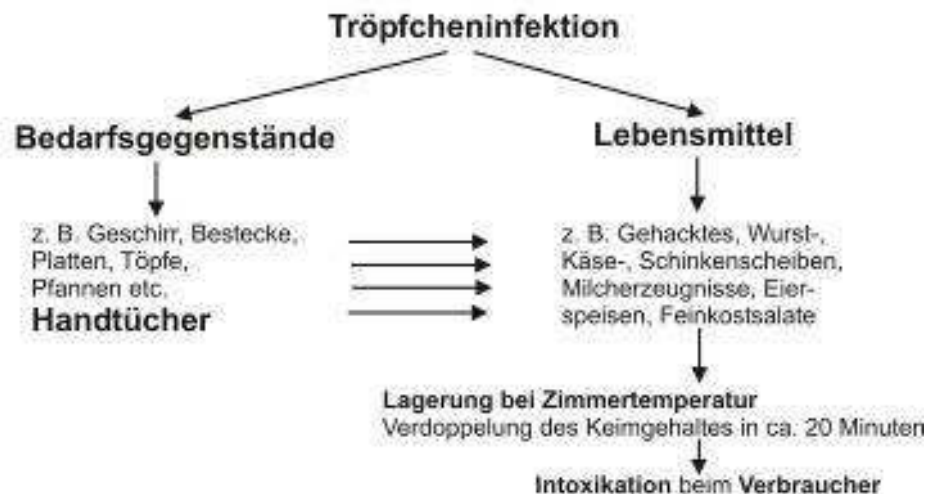 Tröpfcheninfektion
Bedarfsgegenstände
Lebensmittel
z. B. Geschirr, Bestecke,
Platten, Töpfe,
Pfannen etc.
Handtücher
z. B. Gehacktes, Wurst-,
Käse-, Schinkenscheiben,
Milcherzeugnisse, Eier-
speisen, Feinkostsalate
Lagerung bei Zimmertemperatur
Verdoppelung des Keimgehaltes in ca. 20 Minuten
Intoxikation beim Verbraucher